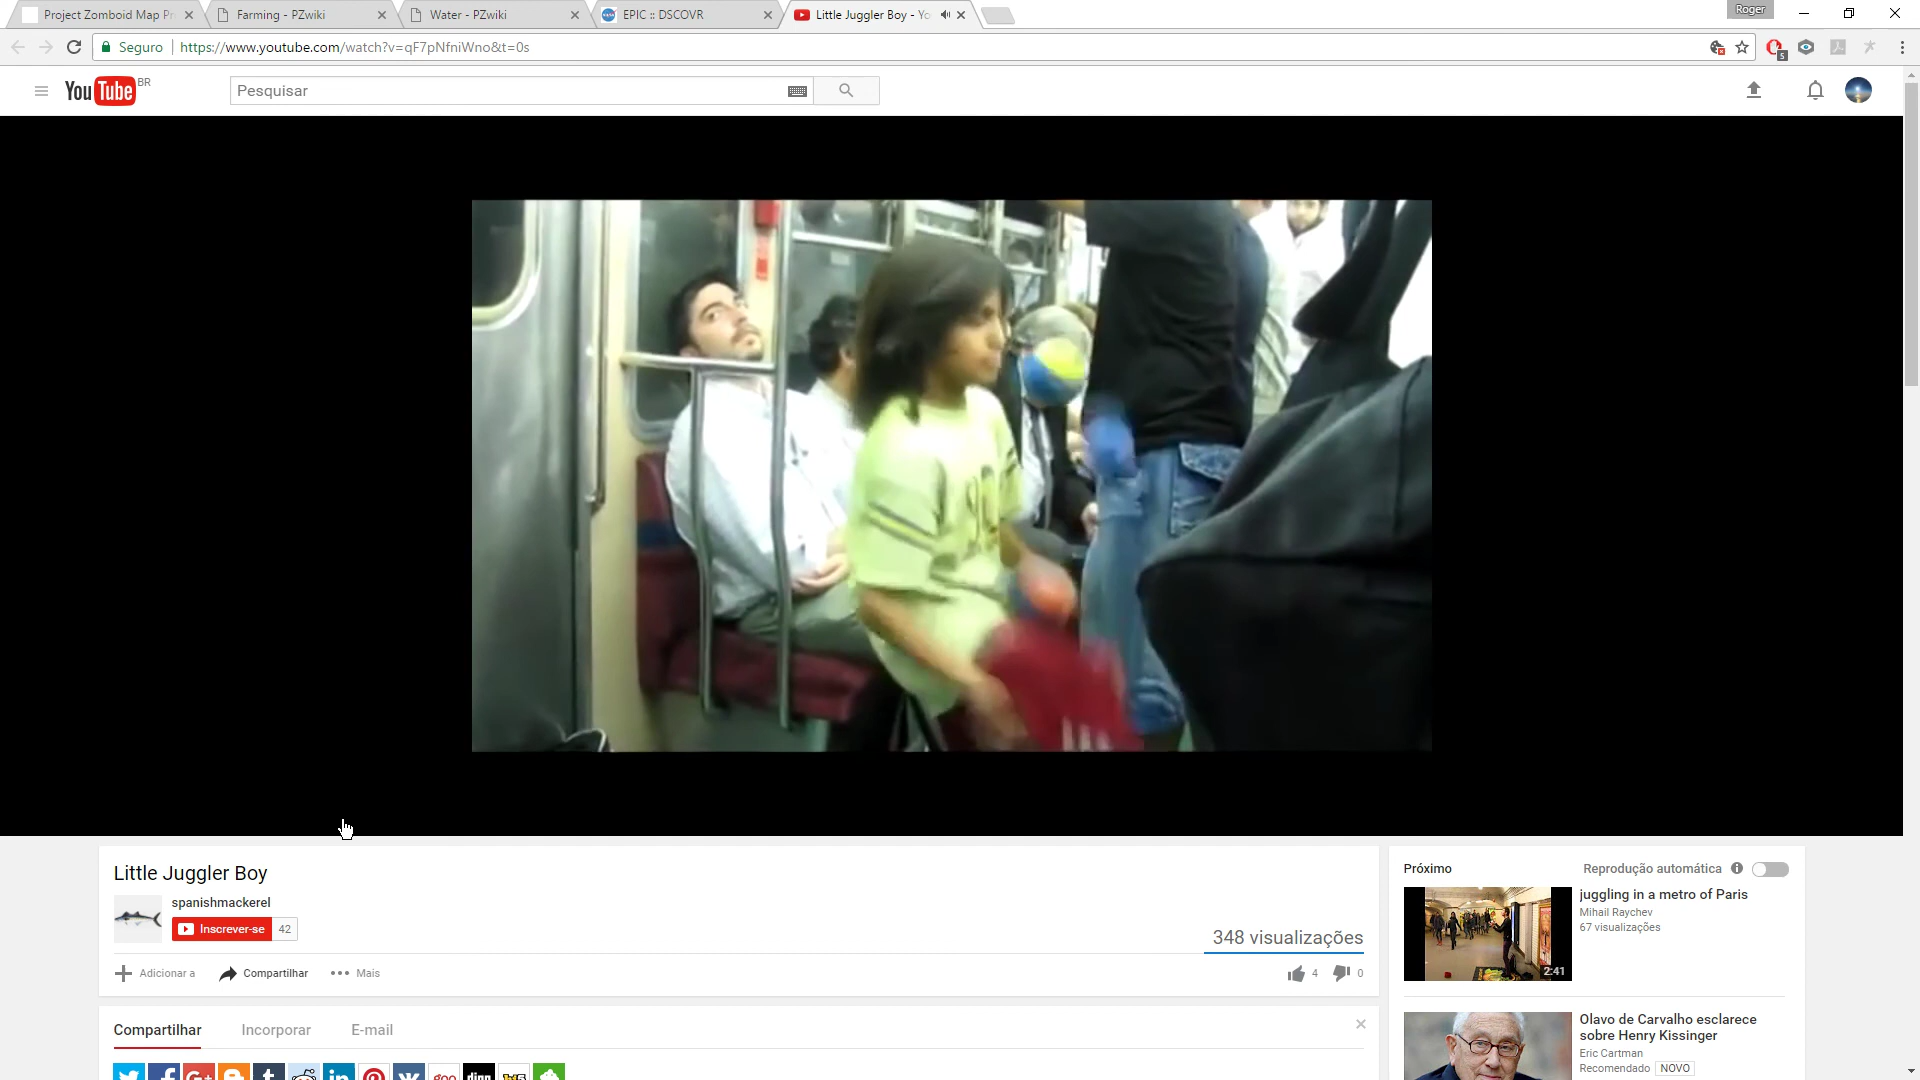 Project Zomboid Map Pr
Farming - PZwiki
Water - PZwiki
EPIC :: DSCOVR
Little Juggler Boy - Yo
Roger
Seguro
https://www.youtube.com/watch?v=qF7pNfniWno&t=0s
5
YouTube BR
Pesquisar
Little Juggler Boy
spanishmackerel
Inscrever-se 42
348 visualizações
Adicionar a
Compartilhar
Mais
4
0
Compartilhar
Incorporar
E-mail
Próximo
Reprodução automática
juggling in a metro of Paris
Mihail Raychev
67 visualizações
2:41
Olavo de Carvalho esclarece
sobre Henry Kissinger
Eric Cartman
Recomendado NOVO